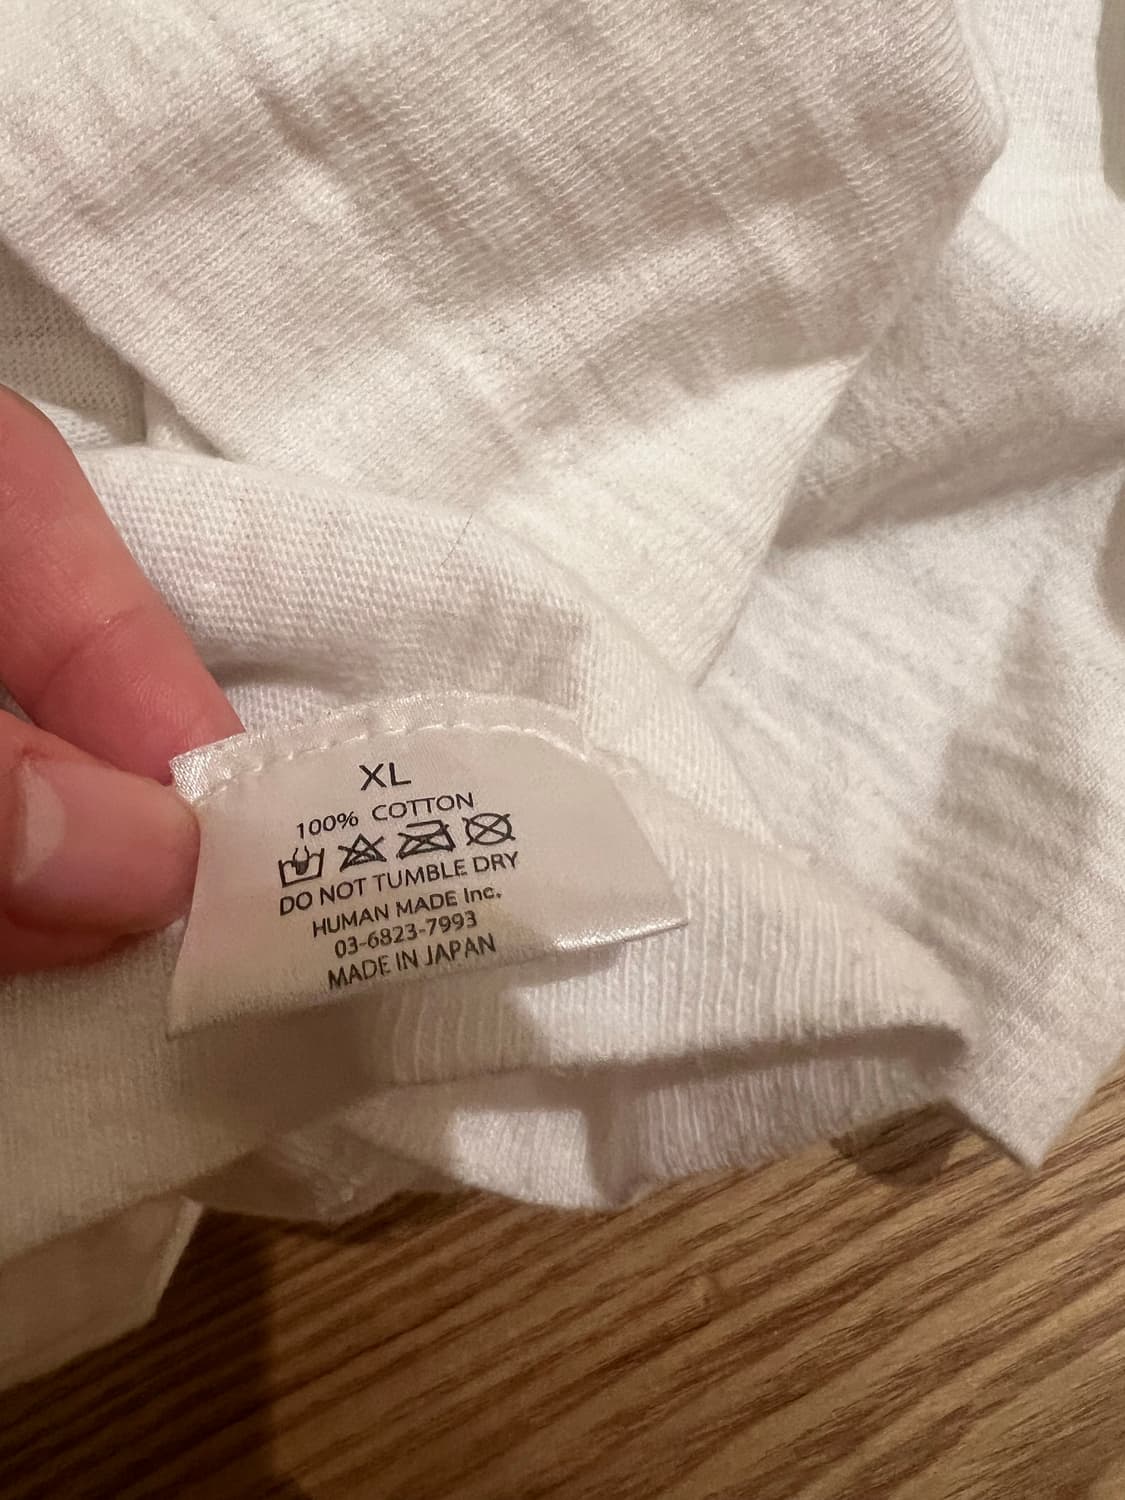 XL
100% COTTON
DO NOT TUMBLE DRY
HUMAN MADE Inc.
03-6823-7993
MADE IN JAPAN